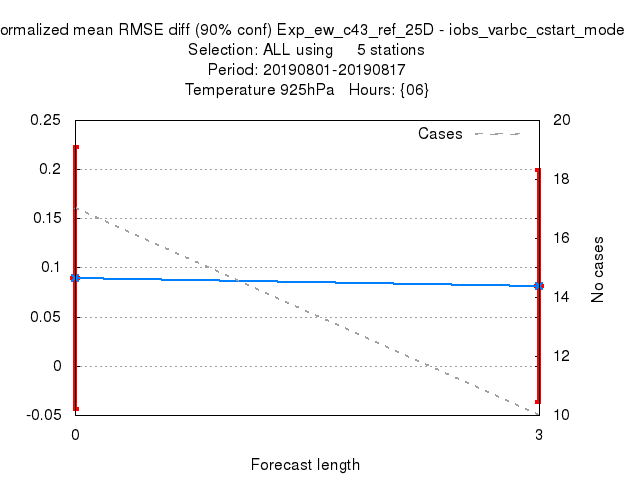 ormalized mean RMSE diff (90% conf) Exp_ew_c43_ref_25D - iobs_varbc_cstart_mode
Selection: ALL using 5 stations
Period: 20190801-20190817
Temperature 925hPa Hours: {06}
Cases
0.25
0.2
0.15
0.1
0.05
0
-0.05
20
18
16
14
12
10
No cases
0 3
Forecast length